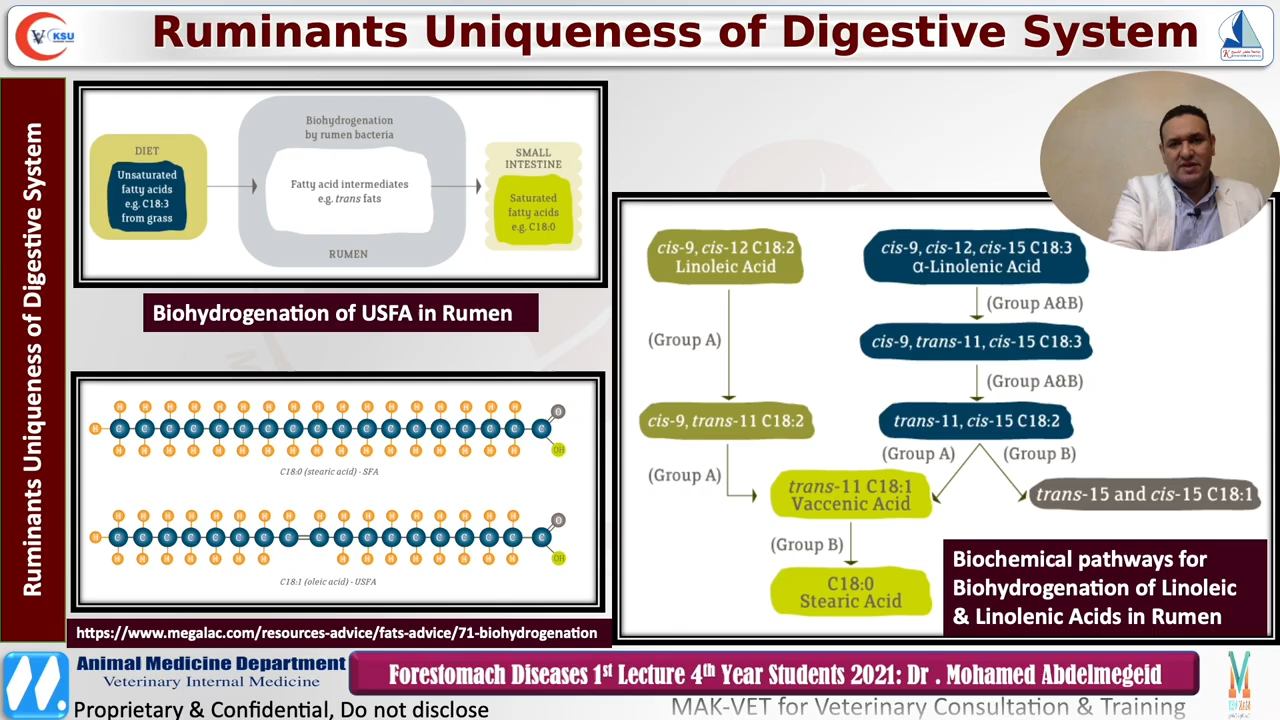 Ruminants Uniqueness of Digestive System
KSU
Ruminants Uniqueness of Digestive System
DIET
Unsaturated
fatty acids
e.g. C18:3
from grass
Biohydrogenation
by rumen bacteria
Fatty acid intermediates
e.g. trans fats
RUMEN
SMALL
INTESTINE
Saturated
fatty acids
e.g. C18:0
Biohydrogenation of USFA in Rumen
H H H H H H H H H H H H H H H H H O
H C C C C C C C C C C C C C C C C C C
H H H H H H H H H H H H H H H H H OH
C18:0 (stearic acid) - SFA
H H H H H H H H H H H H H H H H H O
H C C C C C C C C C C C C C C C C C C
H H H H H H H H H H H H H H H OH
C18:1 (oleic acid) - USFA
https://www.megalac.com/resources-advice/fats-advice/71-biohydrogenation
cis-9, cis-12 C18:2
Linoleic Acid
cis-9, cis-12, cis-15 C18:3
α-Linolenic Acid
(Group A&B)
(Group A)
cis-9, trans-11, cis-15 C18:3
(Group A&B)
cis-9, trans-11 C18:2
trans-11, cis-15 C18:2
(Group A)
(Group B)
(Group A)
trans-11 C18:1
Vaccenic Acid
trans-15 and cis-15 C18:1
(Group B)
C18:0
Stearic Acid
Biochemical pathways for
Biohydrogenation of Linoleic
& Linolenic Acids in Rumen
Animal Medicine Department
Veterinary Internal Medicine
Forestomach Diseases 1st Lecture 4th Year Students 2021: Dr . Mohamed Abdelmegeid
Proprietary & Confidential, Do not disclose
MAK-VET for Veterinary Consultation & Training